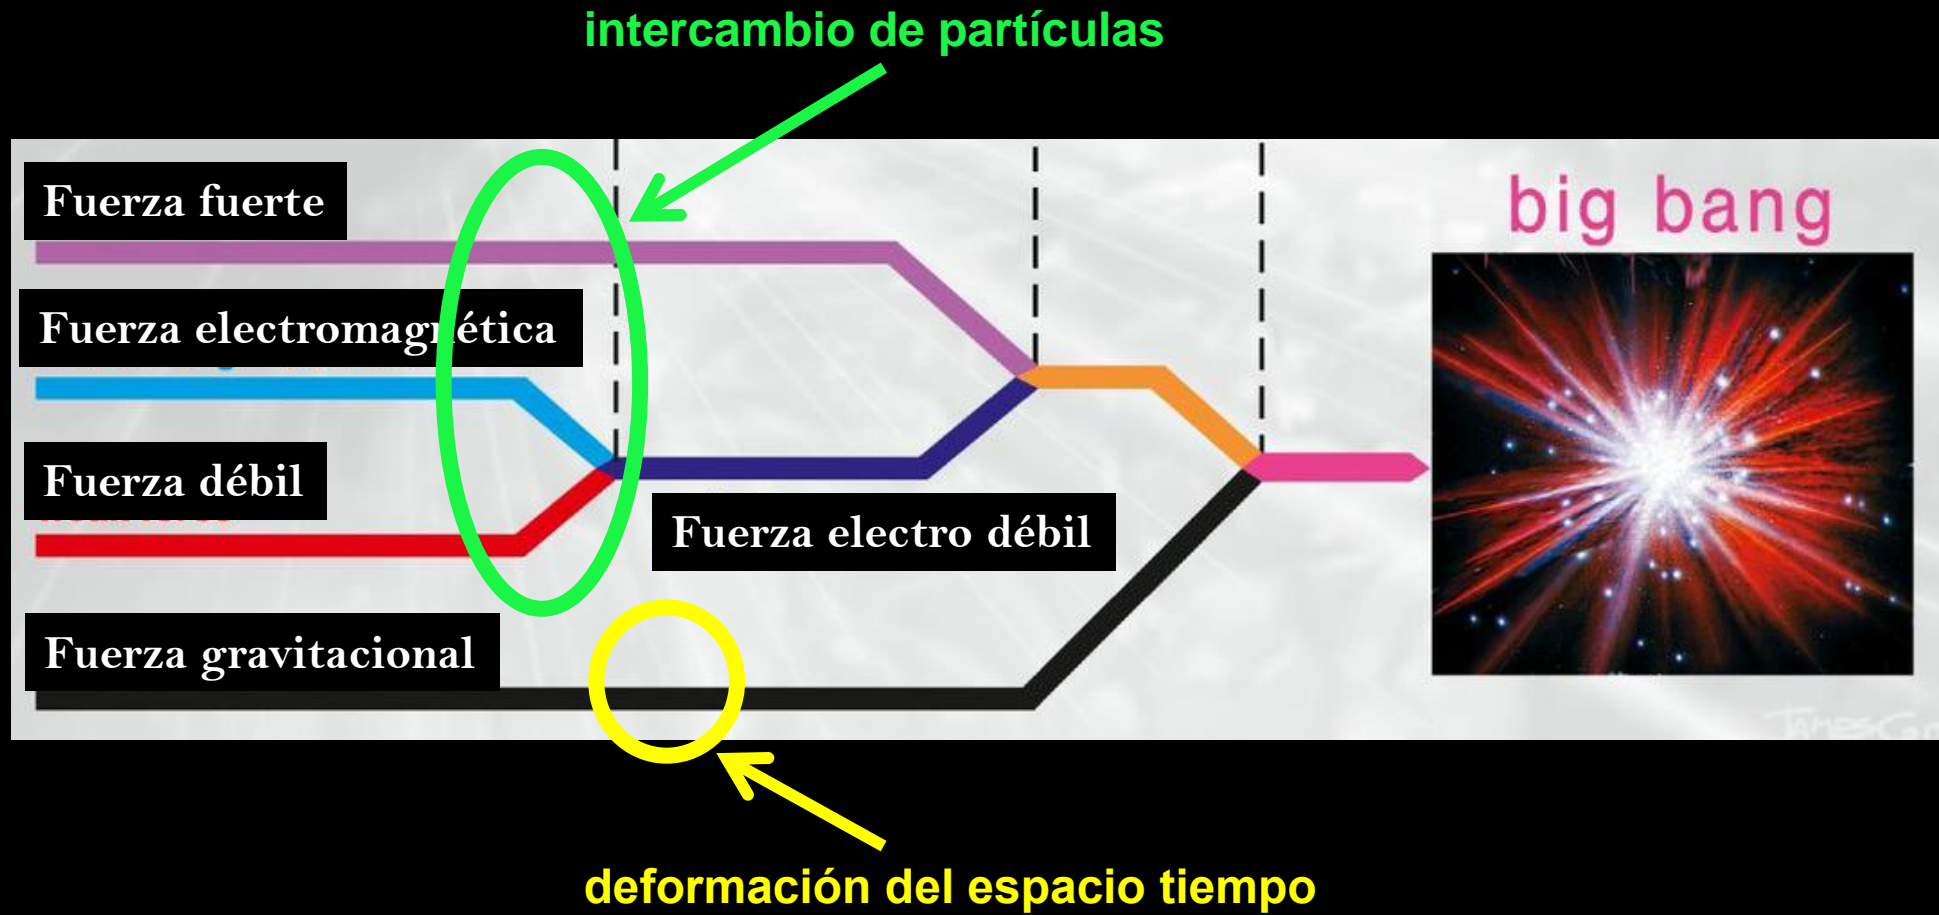 intercambio de partículas
Fuerza fuerte
big bang
Fuerza electromagnética
Fuerza débil
Fuerza electro débil
Fuerza gravitacional
deformación del espacio tiempo